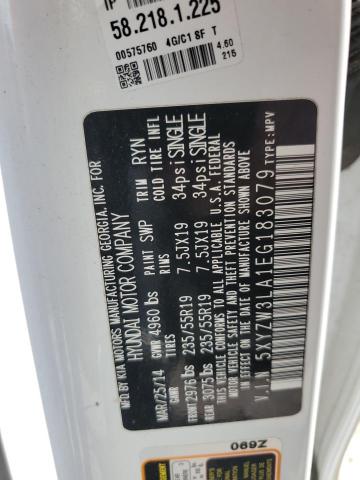 IP
58.218.1.225
00575760 4G/C1 SF T
4.60
215
BY KIA MOTORS MANUFACTURING GEORGIA, INC. FOR
HYUNDAI MOTOR COMPANY
MAR/25/14 GVWR 4960 lbs PAINT SWP TRIM RYN
GAWR TIRES RIMS COLD TIRE INFL
FRONT 2976 lbs 235/55R19 7.5JX19 34psi SINGLE
REAR 3075 lbs 235/55R19 7.5JX19 34psi SINGLE
THIS VEHICLE CONFORMS TO ALL APPLICABLE U.S.A. FEDERAL
MOTOR VEHICLE SAFETY, BUMPER, AND THEFT PREVENTION STANDARDS
IN EFFECT ON THE DATE OF MANUFACTURE SHOWN ABOVE.
V.I.N: 5XYZW3LA1EG183079 TYPE: MPV
069Z